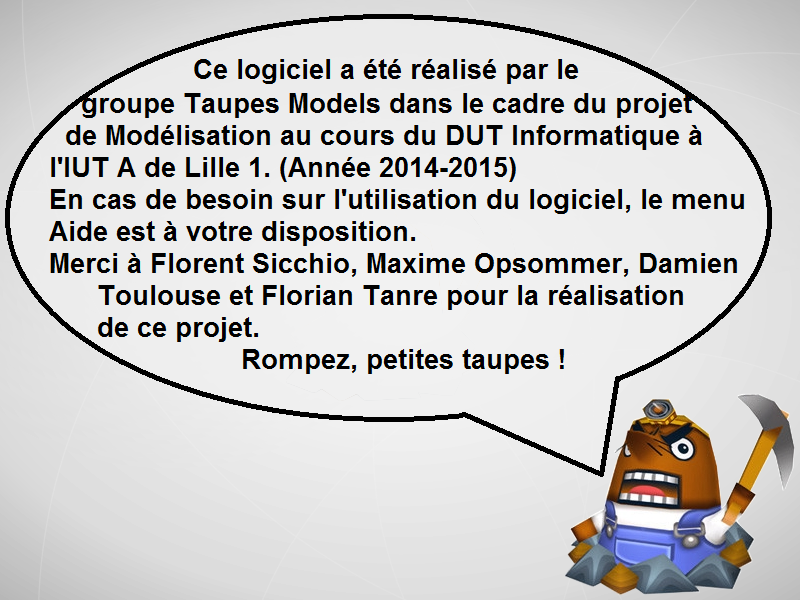 Ce logiciel a été réalisé par le
groupe Taupes Models dans le cadre du projet
de Modélisation au cours du DUT Informatique à
l'IUT A de Lille 1. (Année 2014-2015)
En cas de besoin sur l'utilisation du logiciel, le menu
Aide est à votre disposition.
Merci à Florent Sicchio, Maxime Opsommer, Damien
Toulouse et Florian Tanre pour la réalisation
de ce projet.
Rompez, petites taupes !